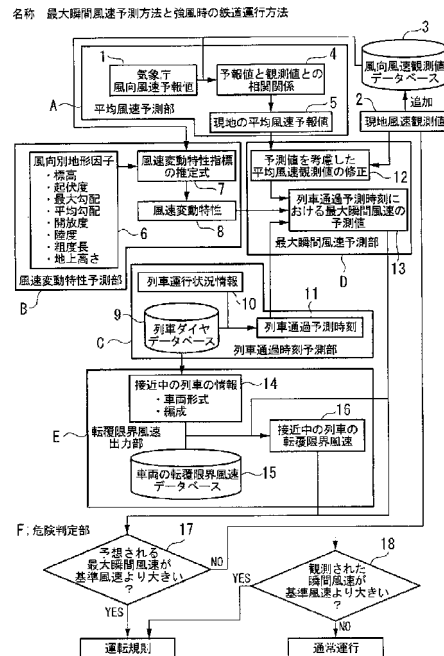 名称 最大瞬間風速予測方法と強風時の鉄道運行方法
1
気象庁
風向風速予報値
4
予報値と観測値との
相関関係
3
風向風速観測値
データベース
A
平均風速予測部
5
現地の平均風速予報値
追加
2
現地風速観測値
風向別地形因子
・標高
・起伏度
・最大勾配
・平均勾配
・開放度
・陸度
・粗度長
・地上高さ
6
風速変動特性指標
の推定式
7
風速変動特性
8
風速変動特性予測部
B
予測値を考慮した
平均風速観測値の修正
12
列車通過予測時刻に
おける最大瞬間風速の
予測値
13
最大瞬間風速予測部
D
列車運行状況情報
10
9
列車ダイヤ
データベース
C
11
列車通過予測時刻
列車通過時刻予測部
接近中の列車の情報
・車両形式
・編成
14
E
転覆限界風速
出力部
16
接近中の列車の
転覆限界風速
車両の転覆限界風速
データベース
15
F;危険判定部
17
予想される
最大瞬間風速が
基準風速より大きい
?
NO
YES
18
観測された
瞬間風速が
基準風速より大きい
?
YES
NO
運転規則
通常運行